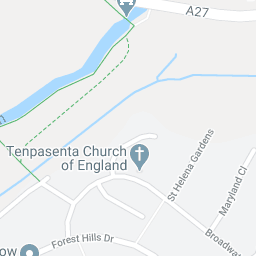 A27
Tenpasenta Church
of England
St Helena Gardens
Maryland Cl
Broadwa
Forest Hills Dr
ow